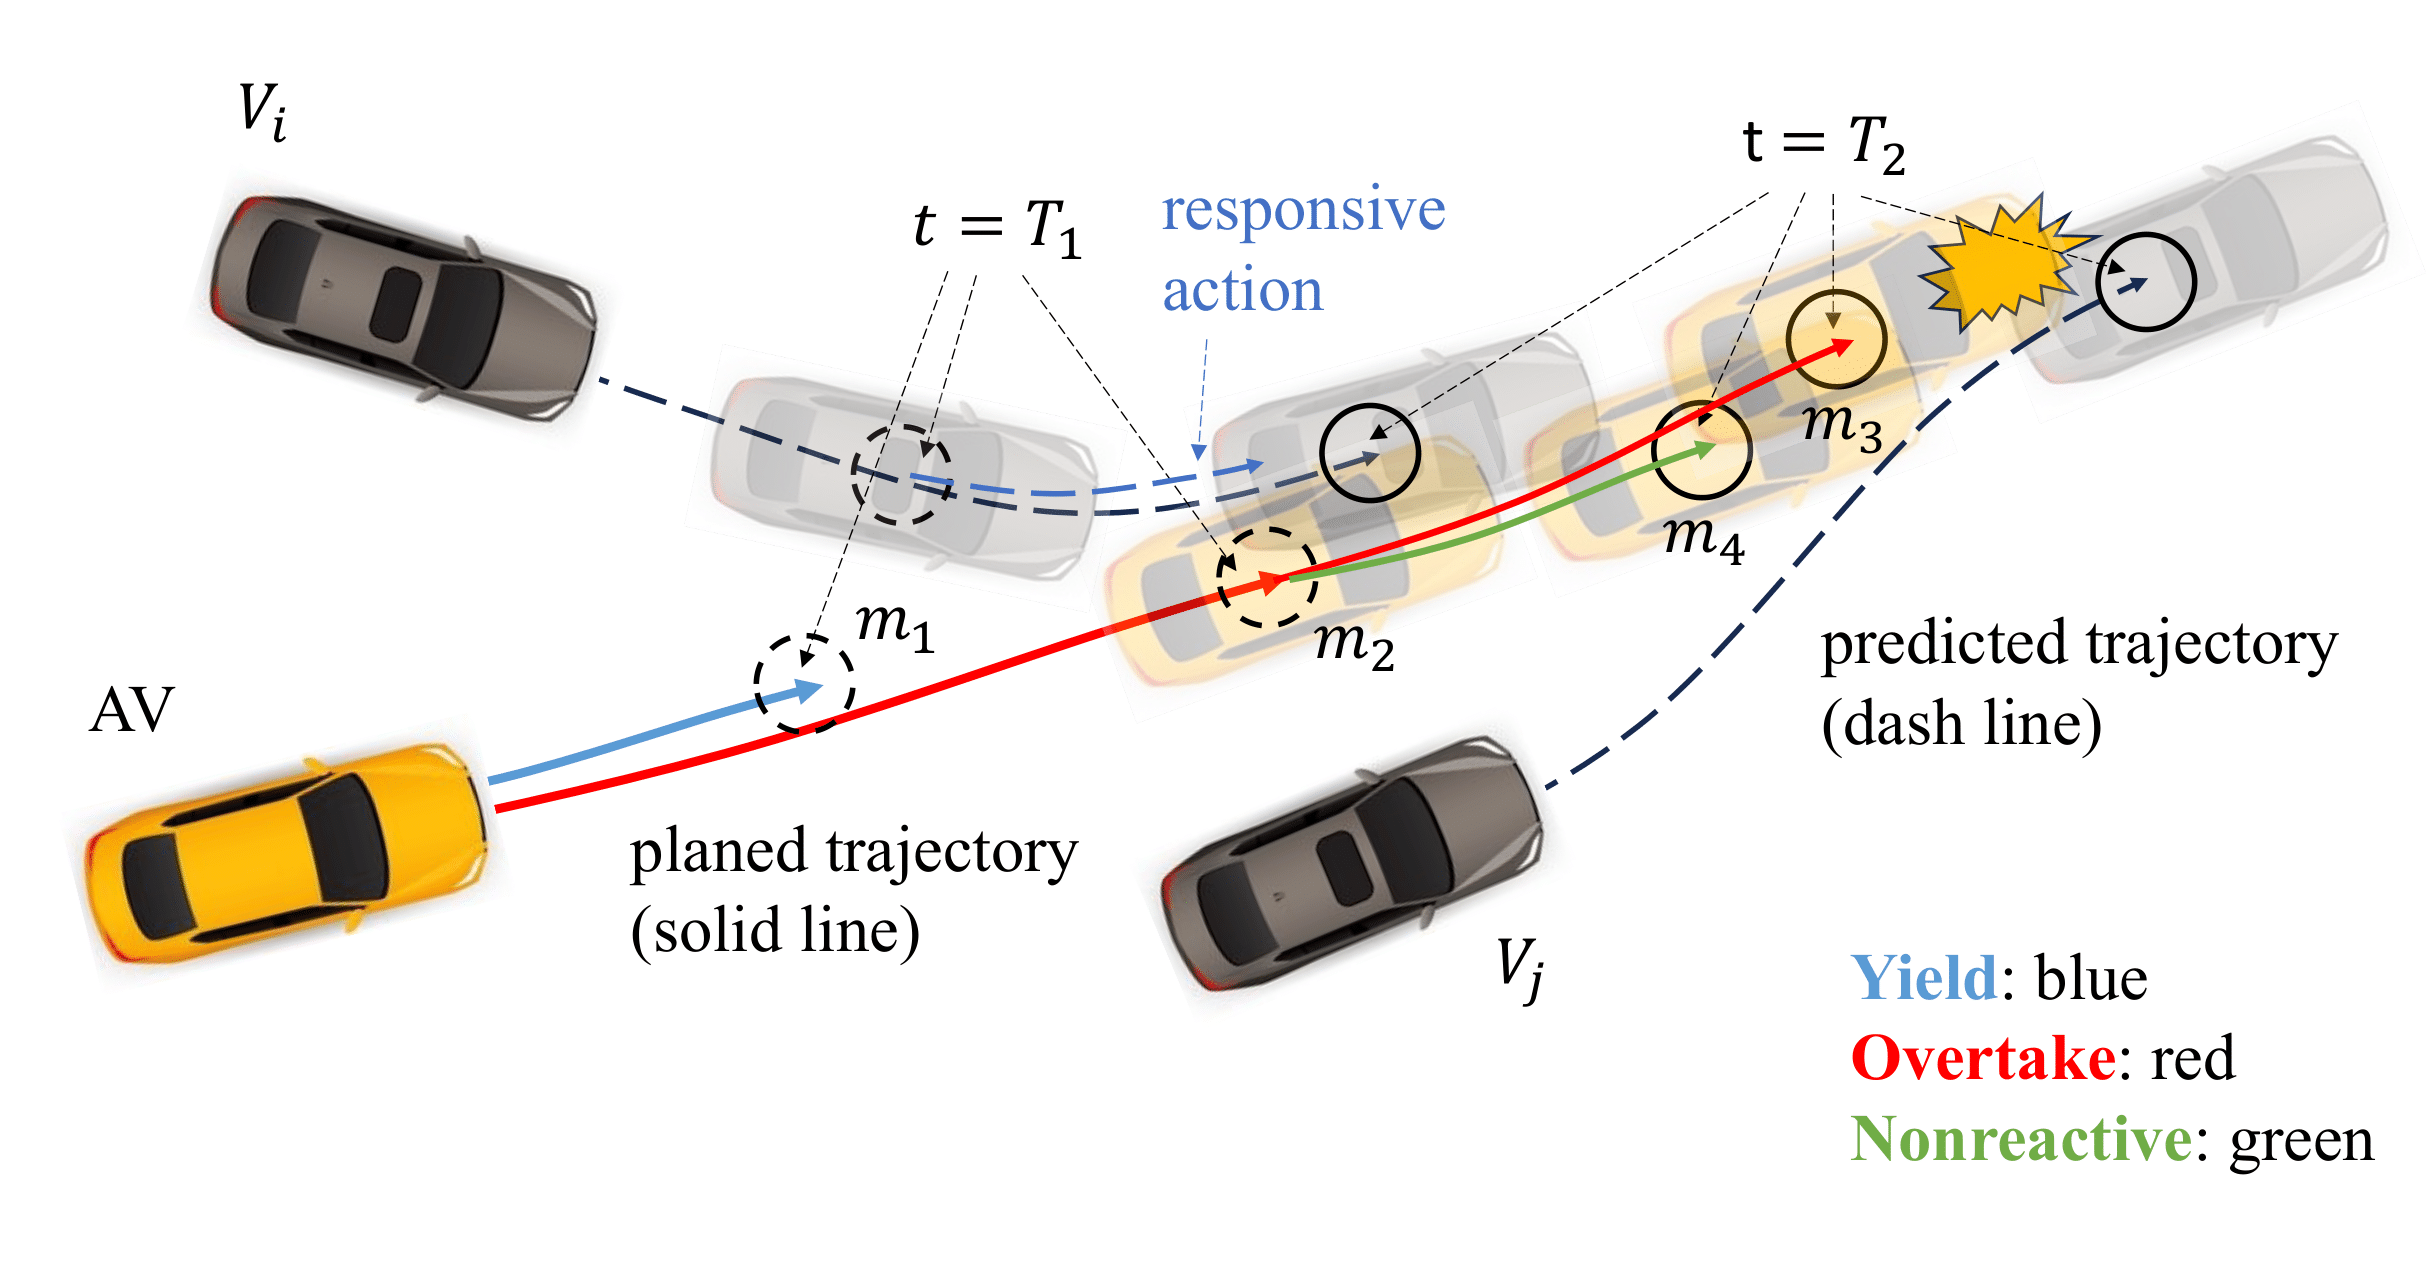 V_i
t = T_1
responsive
action
t = T_2
m_3
m_4
m_1
m_2
AV
predicted trajectory
(dash line)
planed trajectory
(solid line)
V_j
Yield: blue
Overtake: red
Nonreactive: green